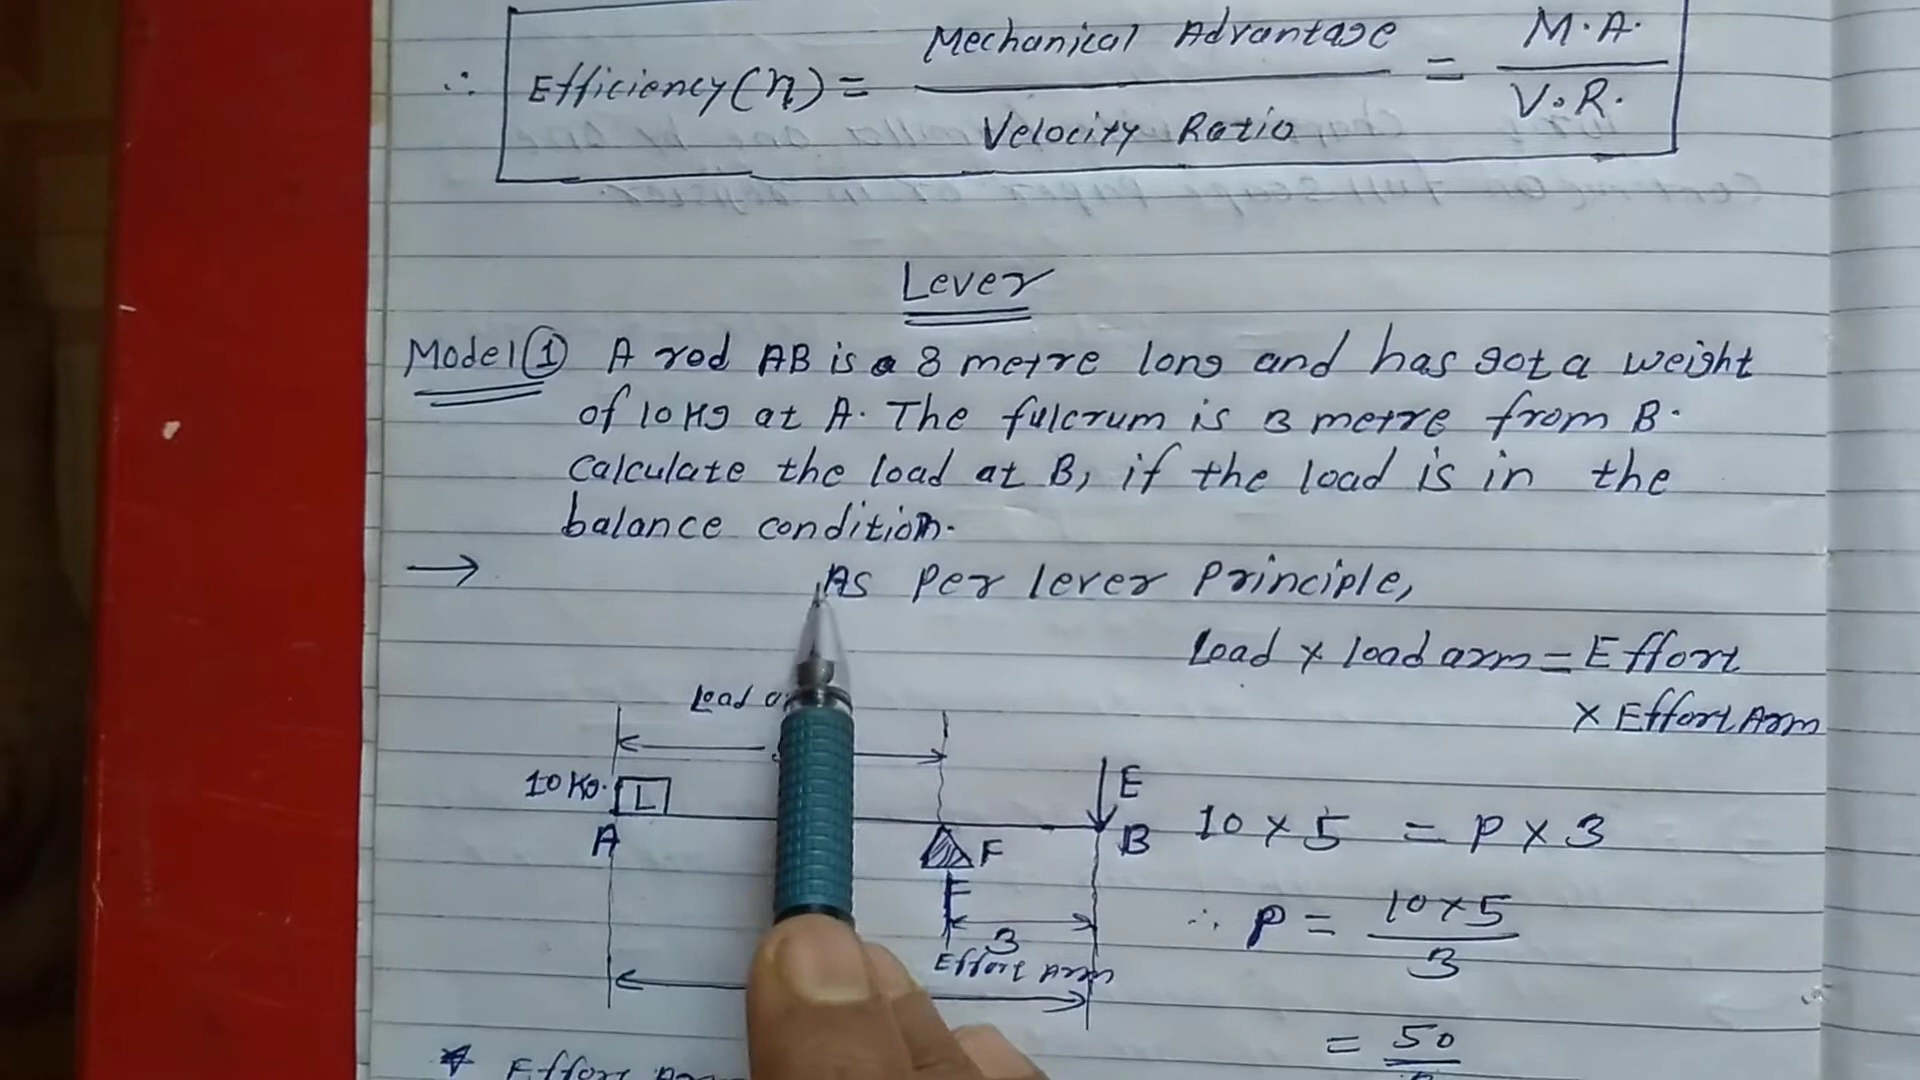 ∴ Efficiency(η) = Mechanical Advantage / Velocity Ratio = M.A. / V.R.
Lever
Model ① A rod AB is a 8 metre long and has got a weight
of 10 Kg at A. The fulcrum is 3 metre from B.
Calculate the load at B, if the load is in the
balance condition.
→ As per lever principle,
Load × load arm = Effort
× Effort Arm
Load
10 Kg. L
A
E
B
F
F
3
Effort Arm
10 × 5 = P × 3
∴ P = 10×5 / 3
= 50
* Effort